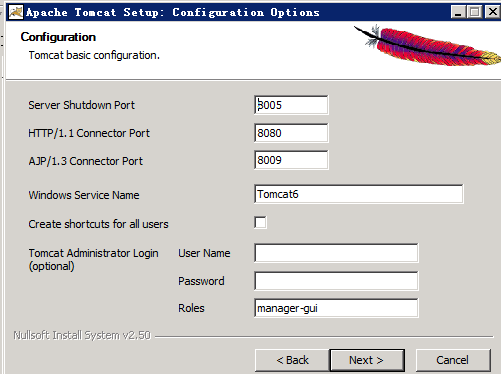 Apache Tomcat Setup: Configuration Options
Configuration
Tomcat basic configuration.
Server Shutdown Port 8005
HTTP/1.1 Connector Port 8080
AJP/1.3 Connector Port 8009
Windows Service Name Tomcat6
Create shortcuts for all users
Tomcat Administrator Login User Name
(optional)
Password
Roles manager-gui
Nullsoft Install System v2.50
< Back Next > Cancel